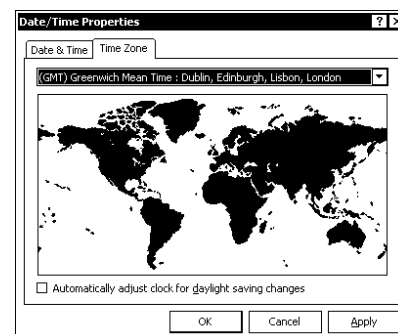 Date/Time Properties
Date & Time Time Zone
(GMT) Greenwich Mean Time : Dublin, Edinburgh, Lisbon, London
Automatically adjust clock for daylight saving changes
OK Cancel Apply